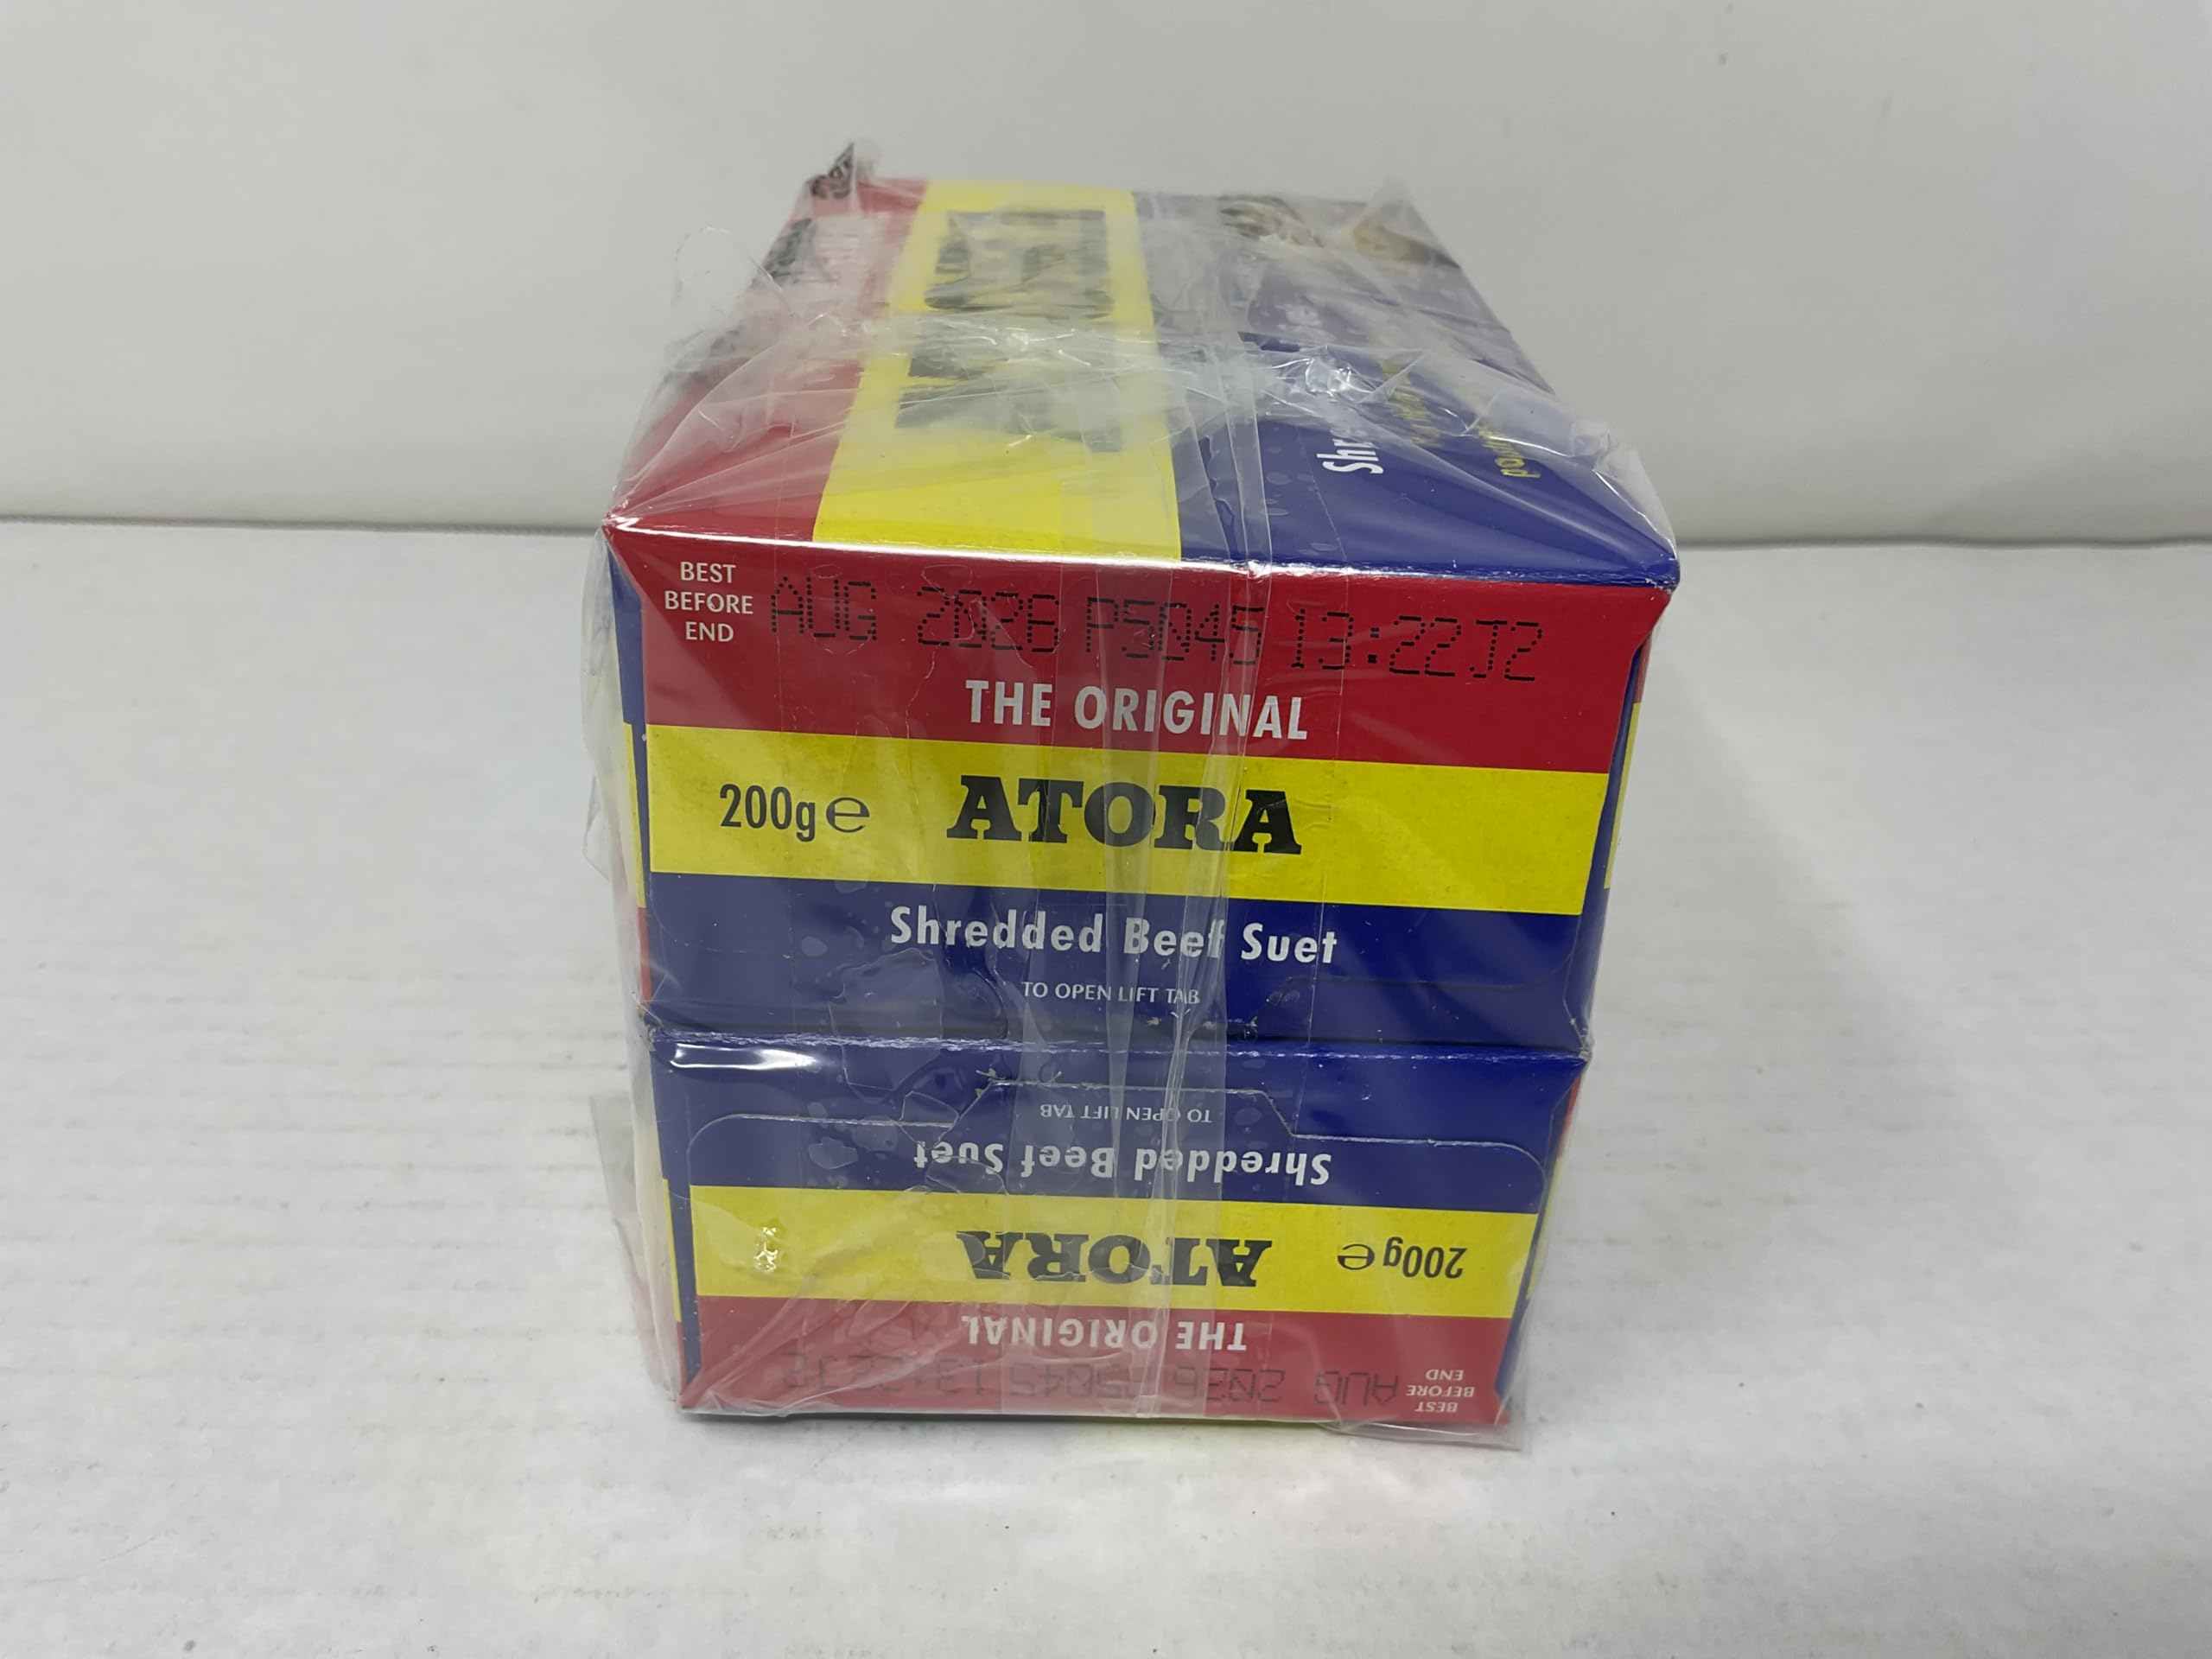 Shr
BEST
BEFORE
END
AUG 2026 P5045 13:22J2
THE ORIGINAL
200g e ATORA
Shredded Beef Suet
TO OPEN LIFT TAB
TO OPEN LIFT TAB
Shredded Beef Suet
200g e ATORA
THE ORIGINAL
BEST
BEFORE
END
AUG 2026 P5045 13:22J2